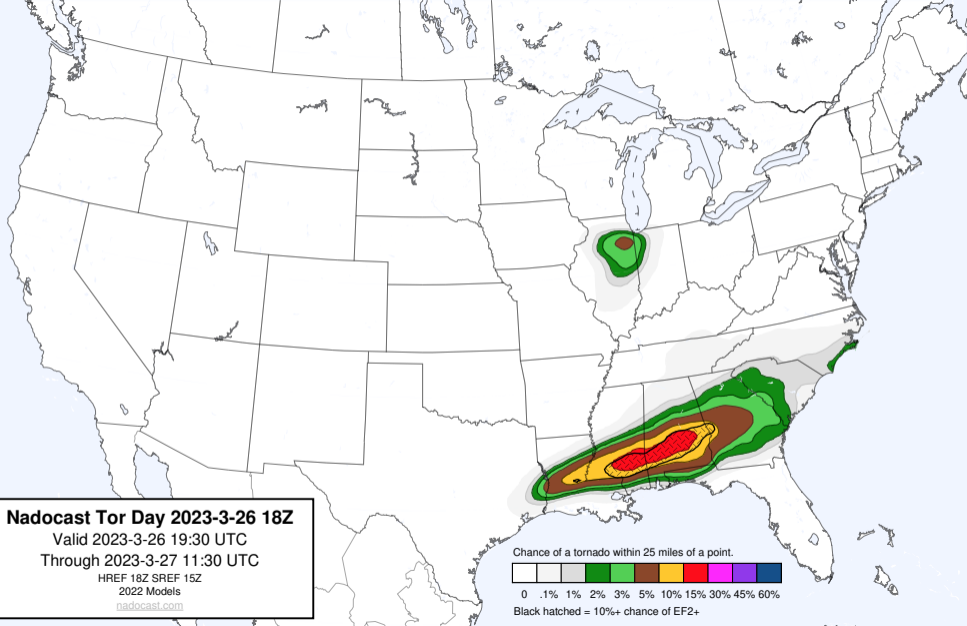 Nadocast Tor Day 2023-3-26 18Z
Valid 2023-3-26 19:30 UTC
Through 2023-3-27 11:30 UTC
HREF 18Z SREF 15Z
2022 Models
nadocast.com
Chance of a tornado within 25 miles of a point.
0 .1% 1% 2% 3% 5% 10% 15% 30% 45% 60%
Black hatched = 10%+ chance of EF2+